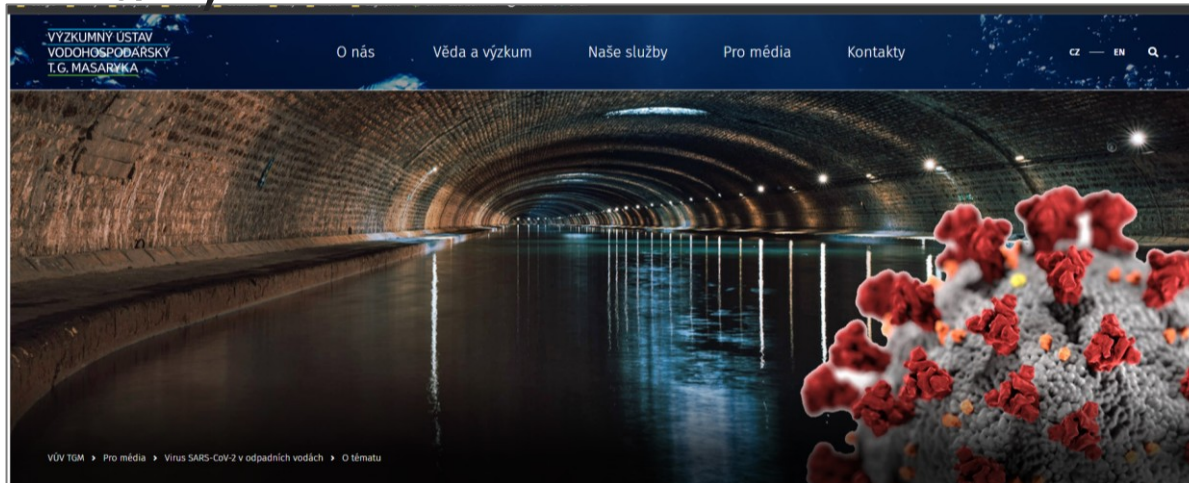 VÝZKUMNÝ ÚSTAV
VODOHOSPODÁŘSKÝ
T. G. MASARYKA
O nás
Věda a výzkum
Naše služby
Pro média
Kontakty
CZ — EN
VÚV TGM > Pro média > Virus SARS-CoV-2 v odpadních vodách > O tématu